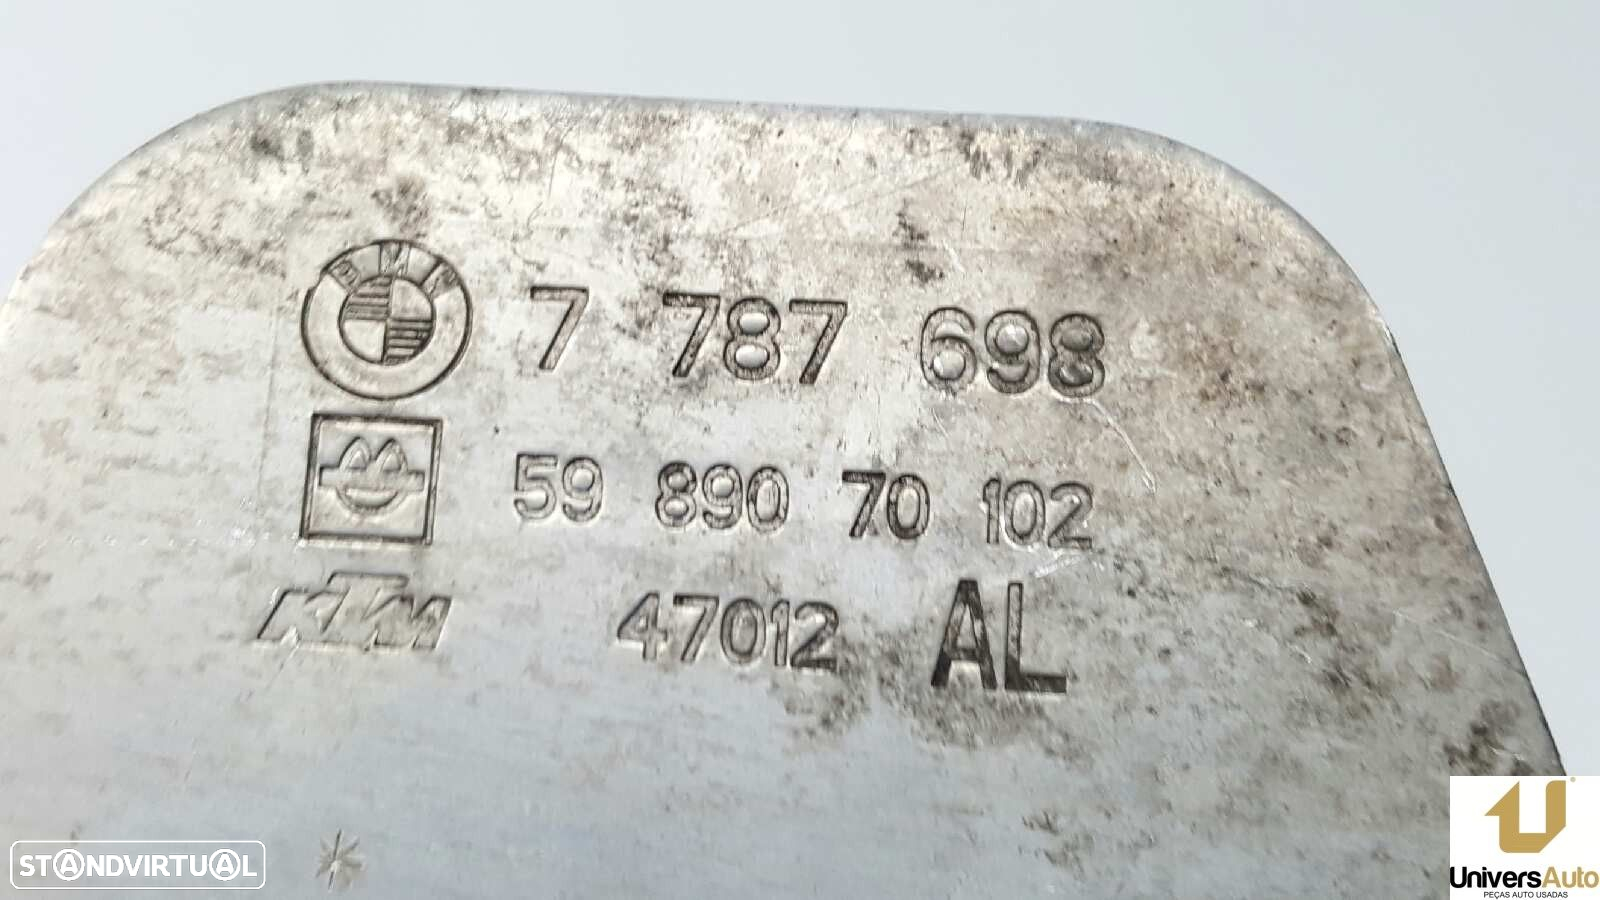 BMW 7 787 698
59 890 70 102
KTM 47012 AL
STANDVIRTUAL
UniversAuto
PEÇAS AUTO USADAS